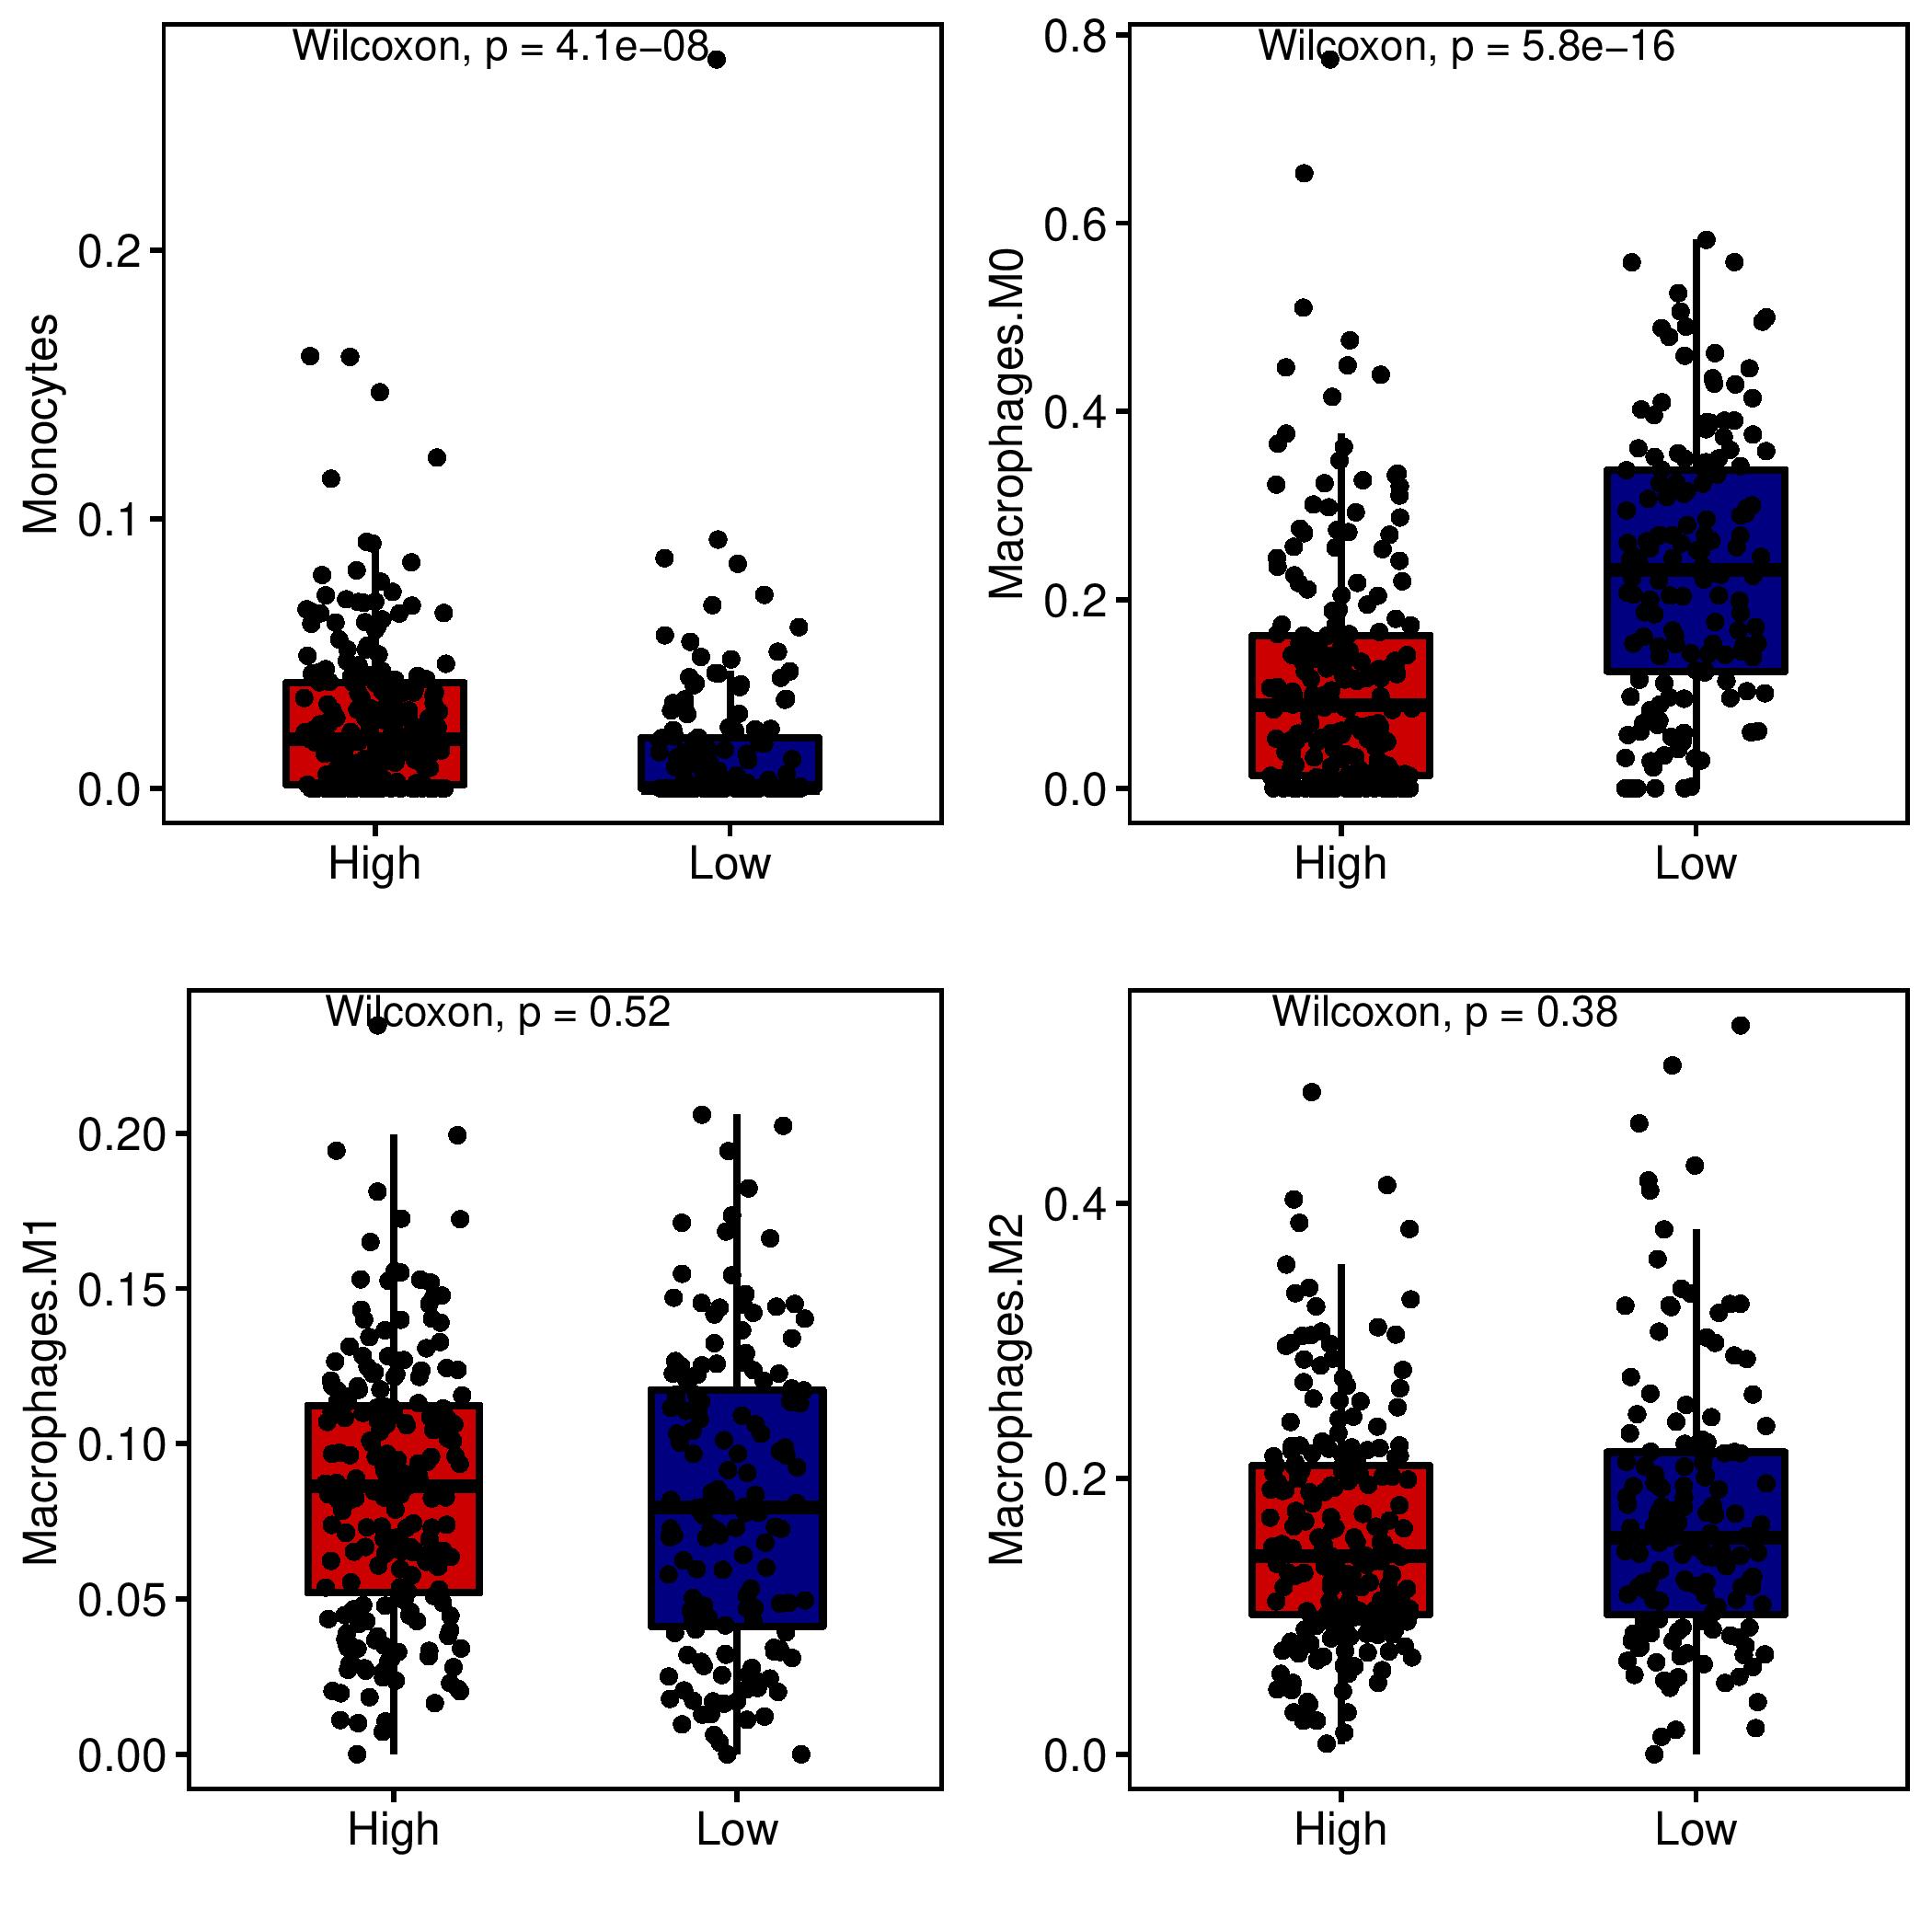 Wilcoxon, p = 4.1e−08
Monocytes
0.2
0.1
0.0
High
Low
Wilcoxon, p = 5.8e−16
Macrophages.M0
0.8
0.6
0.4
0.2
0.0
High
Low
Wilcoxon, p = 0.52
Macrophages.M1
0.20
0.15
0.10
0.05
0.00
High
Low
Wilcoxon, p = 0.38
Macrophages.M2
0.4
0.2
0.0
High
Low